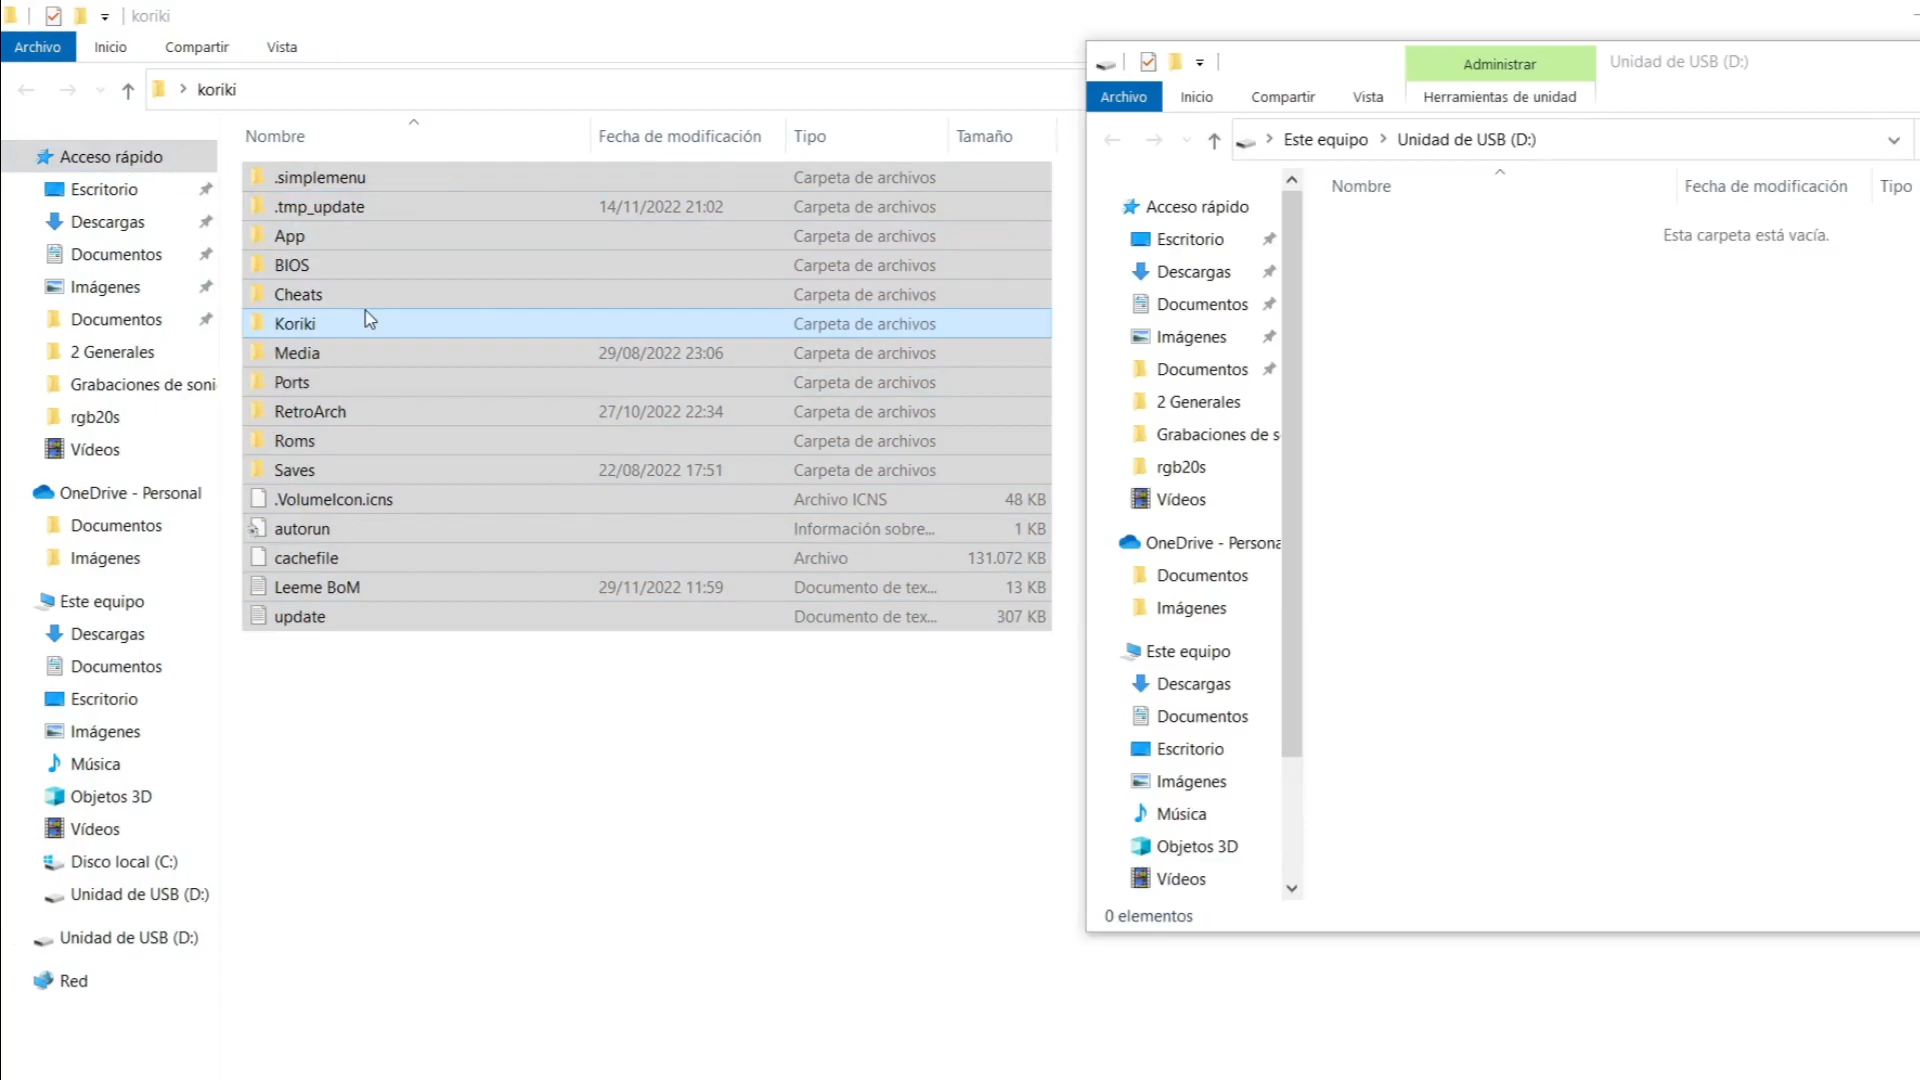 koriki
Archivo Inicio Compartir Vista
koriki
Nombre Fecha de modificación Tipo Tamaño
Acceso rápido
Escritorio
Descargas
Documentos
Imágenes
Documentos
2 Generales
Grabaciones de soni
rgb20s
Vídeos
OneDrive - Personal
Documentos
Imágenes
Este equipo
Descargas
Documentos
Escritorio
Imágenes
Música
Objetos 3D
Vídeos
Disco local (C:)
Unidad de USB (D:)
Unidad de USB (D:)
Red
.simplemenu Carpeta de archivos
.tmp_update 14/11/2022 21:02 Carpeta de archivos
App Carpeta de archivos
BIOS Carpeta de archivos
Cheats Carpeta de archivos
Koriki Carpeta de archivos
Media 29/08/2022 23:06 Carpeta de archivos
Ports Carpeta de archivos
RetroArch 27/10/2022 22:34 Carpeta de archivos
Roms Carpeta de archivos
Saves 22/08/2022 17:51 Carpeta de archivos
.VolumeIcon.icns Archivo ICNS 48 KB
autorun Información sobre... 1 KB
cachefile Archivo 131.072 KB
Leeme BoM 29/11/2022 11:59 Documento de tex... 13 KB
update Documento de tex... 307 KB
Administrar Unidad de USB (D:)
Archivo Inicio Compartir Vista Herramientas de unidad
Este equipo Unidad de USB (D:)
Nombre Fecha de modificación Tipo
Esta carpeta está vacía.
Acceso rápido
Escritorio
Descargas
Documentos
Imágenes
Documentos
2 Generales
Grabaciones de s
rgb20s
Vídeos
OneDrive - Persona
Documentos
Imágenes
Este equipo
Descargas
Documentos
Escritorio
Imágenes
Música
Objetos 3D
Vídeos
0 elementos